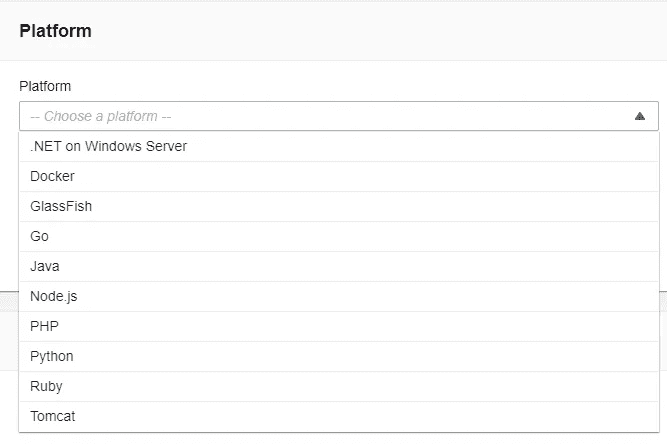 Platform
Platform
-- Choose a platform --
.NET on Windows Server
Docker
GlassFish
Go
Java
Node.js
PHP
Python
Ruby
Tomcat